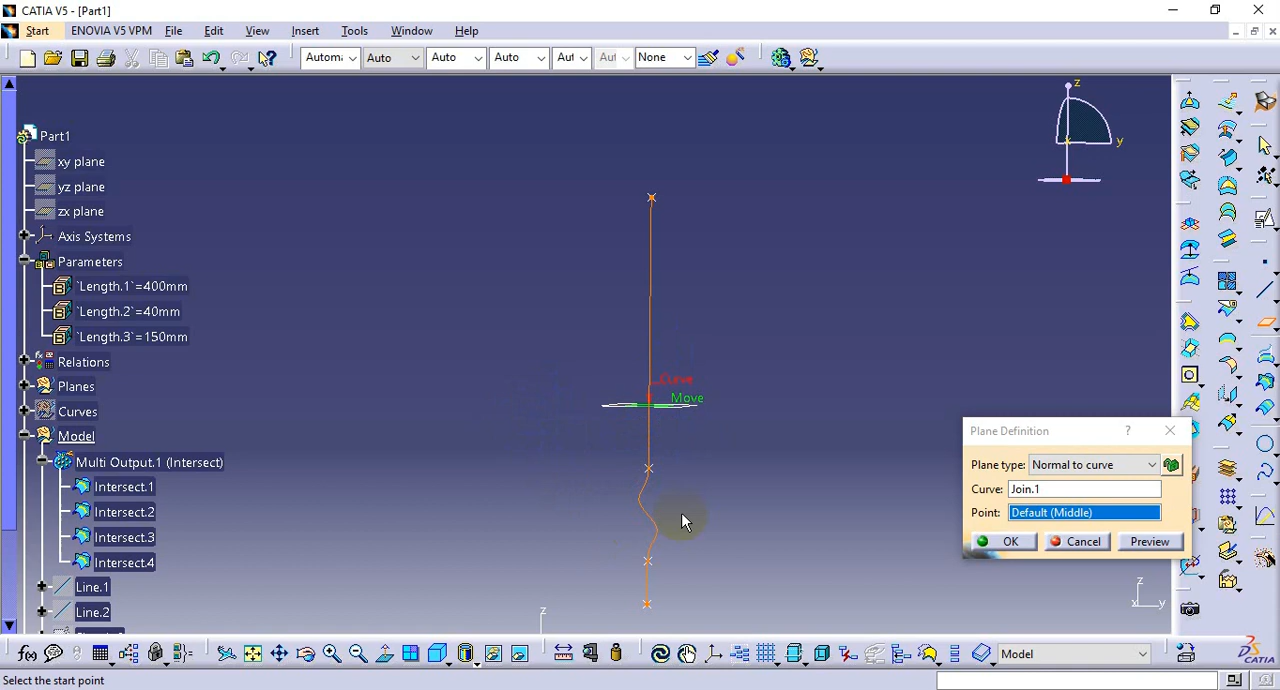 CATIA V5 - [Part1]
Start ENOVIA V5 VPM File Edit View Insert Tools Window Help
Automa Auto Auto Auto Aut Aut None
z
y
x
Part1
xy plane
yz plane
zx plane
Axis Systems
Parameters
`Length.1`=400mm
`Length.2`=40mm
`Length.3`=150mm
Relations
Planes
Curves
Model
Multi Output.1 (Intersect)
Intersect.1
Intersect.2
Intersect.3
Intersect.4
Line.1
Line.2
Curve
Move
Plane Definition ? ×
Plane type: Normal to curve
Curve: Join.1
Point: Default (Middle)
OK Cancel Preview
z
z
x y
f(x) Model
CATIA
Select the start point